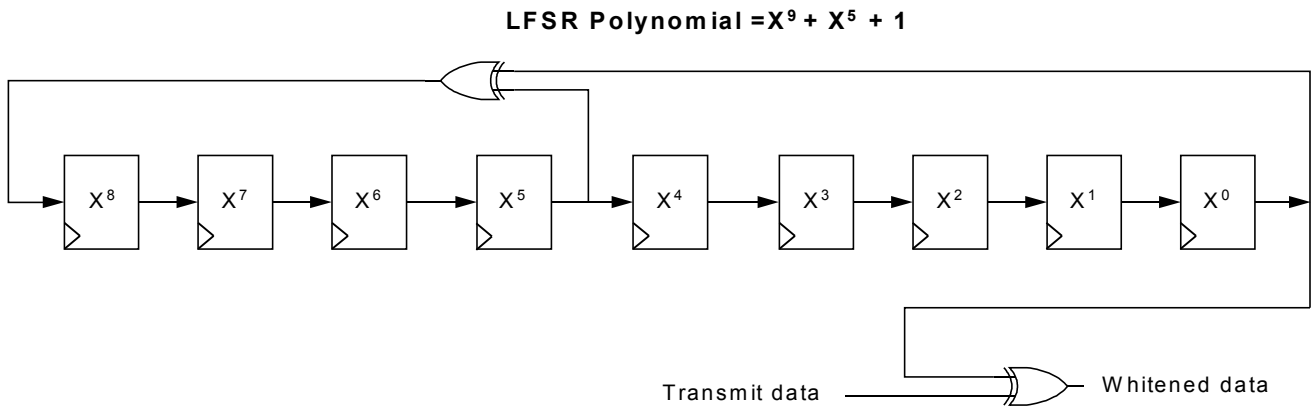 LFSR Polynomial =X⁹ + X⁵ + 1
X⁸ X⁷ X⁶ X⁵ X⁴ X³ X² X¹ X⁰
Transmit data
Whitened data